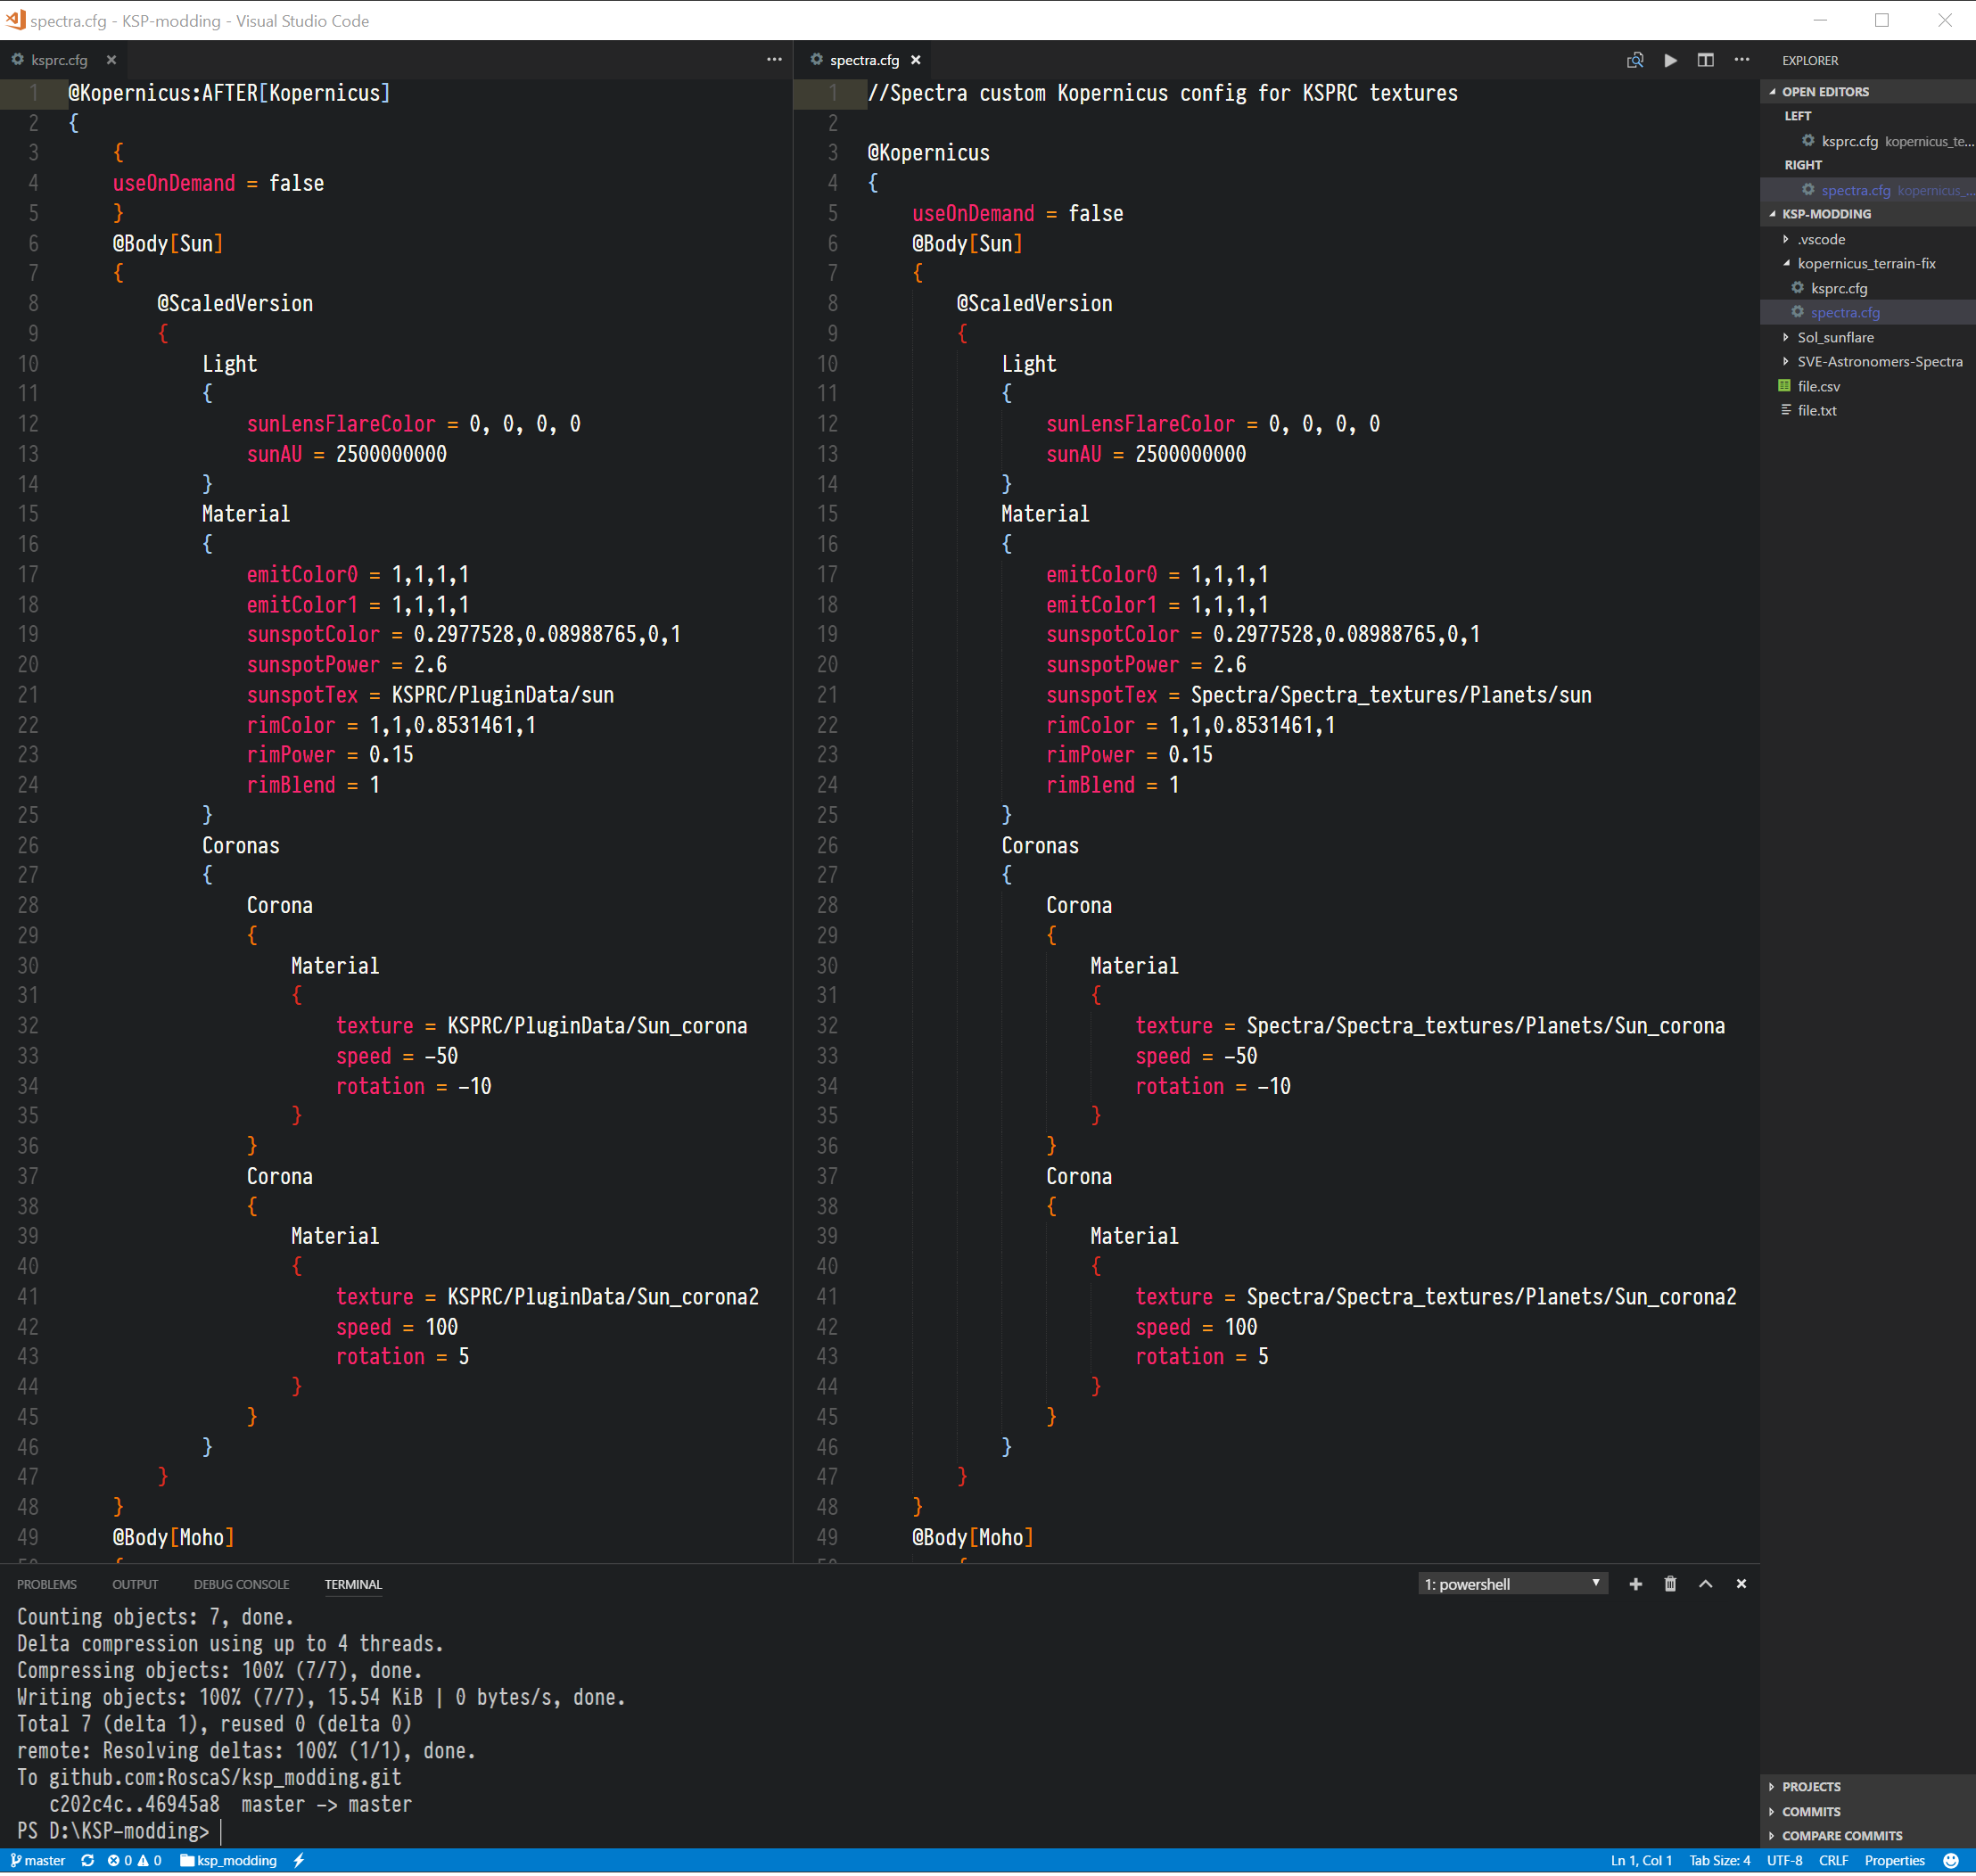 spectra.cfg - KSP-modding - Visual Studio Code
ksprc.cfg
1 @Kopernicus:AFTER[Kopernicus]
2 {
3 {
4 useOnDemand = false
5 }
6 @Body[Sun]
7 {
8 @ScaledVersion
9 {
10 Light
11 {
12 sunLensFlareColor = 0, 0, 0, 0
13 sunAU = 2500000000
14 }
15 Material
16 {
17 emitColor0 = 1,1,1,1
18 emitColor1 = 1,1,1,1
19 sunspotColor = 0.2977528,0.08988765,0,1
20 sunspotPower = 2.6
21 sunspotTex = KSPRC/PluginData/sun
22 rimColor = 1,1,0.8531461,1
23 rimPower = 0.15
24 rimBlend = 1
25 }
26 Coronas
27 {
28 Corona
29 {
30 Material
31 {
32 texture = KSPRC/PluginData/Sun_corona
33 speed = -50
34 rotation = -10
35 }
36 }
37 Corona
38 {
39 Material
40 {
41 texture = KSPRC/PluginData/Sun_corona2
42 speed = 100
43 rotation = 5
44 }
45 }
46 }
47 }
48 }
49 @Body[Moho]
spectra.cfg
1 //Spectra custom Kopernicus config for KSPRC textures
2
3 @Kopernicus
4 {
5 useOnDemand = false
6 @Body[Sun]
7 {
8 @ScaledVersion
9 {
10 Light
11 {
12 sunLensFlareColor = 0, 0, 0, 0
13 sunAU = 2500000000
14 }
15 Material
16 {
17 emitColor0 = 1,1,1,1
18 emitColor1 = 1,1,1,1
19 sunspotColor = 0.2977528,0.08988765,0,1
20 sunspotPower = 2.6
21 sunspotTex = Spectra/Spectra_textures/Planets/sun
22 rimColor = 1,1,0.8531461,1
23 rimPower = 0.15
24 rimBlend = 1
25 }
26 Coronas
27 {
28 Corona
29 {
30 Material
31 {
32 texture = Spectra/Spectra_textures/Planets/Sun_corona
33 speed = -50
34 rotation = -10
35 }
36 }
37 Corona
38 {
39 Material
40 {
41 texture = Spectra/Spectra_textures/Planets/Sun_corona2
42 speed = 100
43 rotation = 5
44 }
45 }
46 }
47 }
48 }
49 @Body[Moho]
EXPLORER
OPEN EDITORS
LEFT
ksprc.cfg kopernicus_te...
RIGHT
spectra.cfg kopernicus_...
KSP-MODDING
.vscode
kopernicus_terrain-fix
ksprc.cfg
spectra.cfg
Sol_sunflare
SVE-Astronomers-Spectra
file.csv
file.txt
PROJECTS
COMMITS
COMPARE COMMITS
PROBLEMS OUTPUT DEBUG CONSOLE TERMINAL 1: powershell
Counting objects: 7, done.
Delta compression using up to 4 threads.
Compressing objects: 100% (7/7), done.
Writing objects: 100% (7/7), 15.54 KiB | 0 bytes/s, done.
Total 7 (delta 1), reused 0 (delta 0)
remote: Resolving deltas: 100% (1/1), done.
To github.com:RoscaS/ksp_modding.git
c202c4c..46945a8 master -> master
PS D:\KSP-modding>
master 0 0 ksp_modding Ln 1, Col 1 Tab Size: 4 UTF-8 CRLF Properties